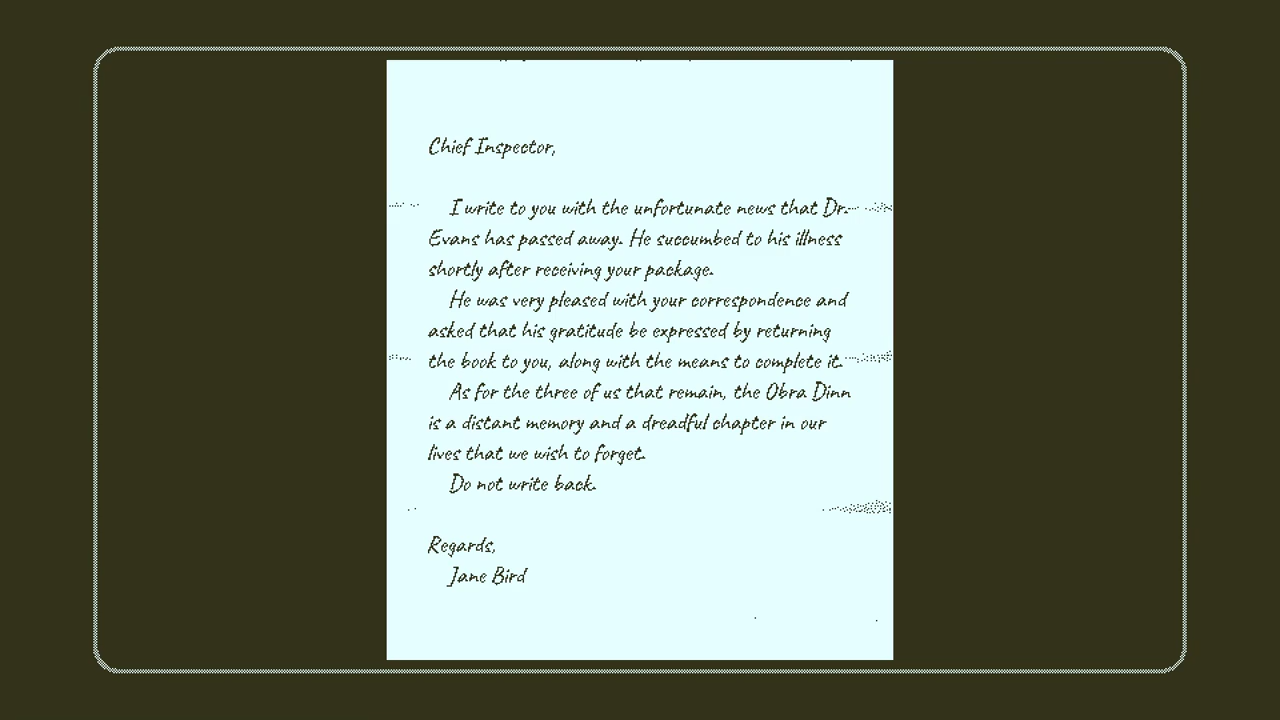 Chief Inspector,
I write to you with the unfortunate news that Dr.
Evans has passed away. He succumbed to his illness
shortly after receiving your package.
He was very pleased with your correspondence and
asked that his gratitude be expressed by returning
the book to you, along with the means to complete it.
As for the three of us that remain, the Obra Dinn
is a distant memory and a dreadful chapter in our
lives that we wish to forget.
Do not write back.
Regards,
Jane Bird